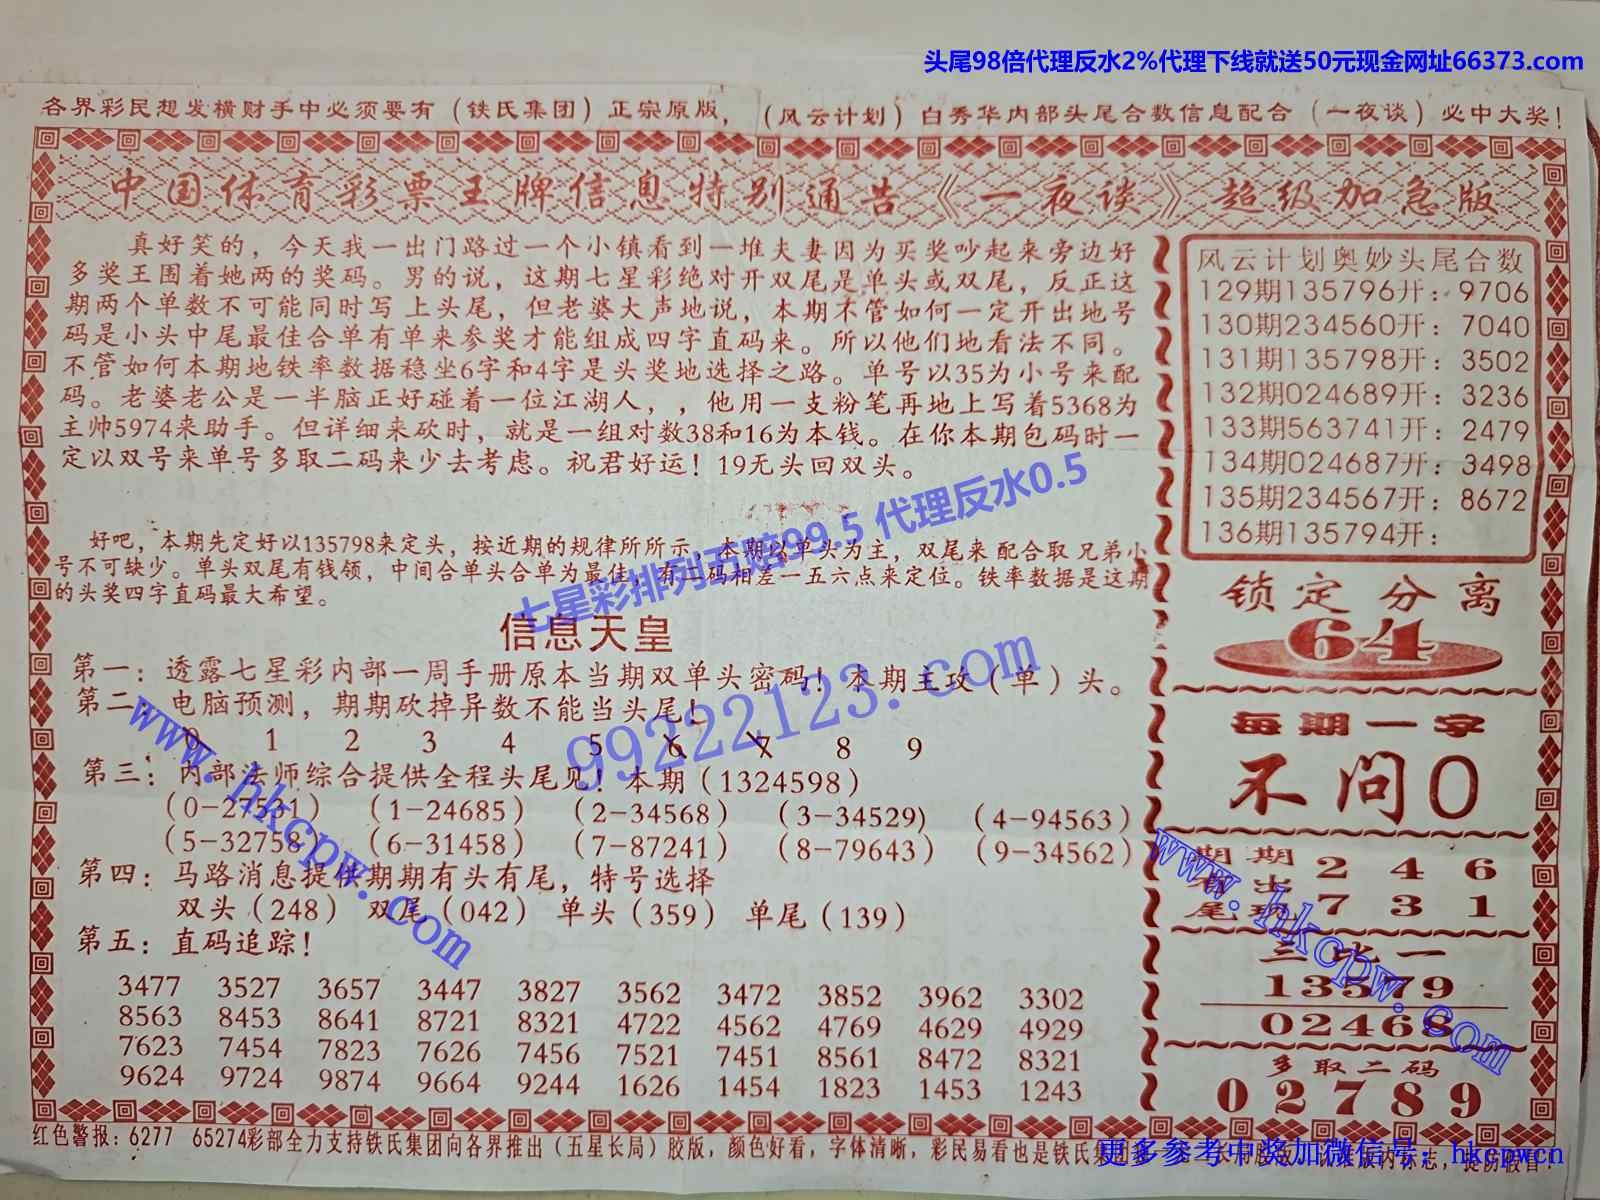 头尾98倍代理反水2%代理下线就送50元现金网址66373.com
各界彩民想发横财手中必须要有（铁氏集团）正宗原版，（风云计划）白秀华内部头尾合数信息配合（一夜谈）必中大奖！
中国体育彩票王牌信息特别通告《一夜谈》超级加急版
真好笑的，今天我一出门路过一个小镇看到一堆夫妻因为买奖吵起来旁边好
多奖王围着她两的奖码。男的说，这期七星彩绝对开双尾是单头或双尾，反正这
期两个单数不可能同时写 上头尾，但老婆大声地说，本期不管如何一定开出地号
码是小头中尾最佳合单有单来参奖才能组成四字直码来。所以他们地看法不同。
不管如何本期地铁率数据稳坐6字和4字是头奖地选择之路。单号以35为小号来配
码。老婆老公是一半脑正好碰着一位江湖人，，他用一支粉笔再地上写着5368为
主帅5974来助手。但详细来砍时，就是一组对数38和16为本钱。在你本期包码时一
定以双号来单号多取二码来少去考虑。祝君好运！19无头回双头。
好吧，本期先定好以135798来定头，按近期的规律所所示，本期以单头为主，双尾来 配合取 兄弟小
号不可缺少。单头双尾有钱领，中间合单头合单为最佳，有二码相差一五六点来定位。铁率数据是这期
的头奖四字直码最大希望。
七星彩排列五赔99.5 代理反水0.5
信息天皇
第一：透露七星彩内部一周手册原本当期双单头密码！本期主攻（单）头。
第二：电脑预测，期期砍掉异数不能当头尾！
0 1 2 3 4 5 6 7 8 9
第三：内部法师综合提供全程头尾见！本期（1324598）
（0-27531） （1-24685） （2-34568） （3-34529) （4-94563）
（5-32758 （6-31458） （7-87241） （8-79643） （9-34562）
第四：马路消息提供期期有头有尾，特号选择
双头（248） 双尾（042） 单头（359） 单尾（139）
第五：直码追踪！
3477 3527 3657 3447 3827 3562 3472 3852 3962 3302
8563 8453 8641 8721 8321 4722 4562 4769 4629 4929
7623 7454 7823 7626 7456 7521 7451 8561 8472 8321
9624 9724 9874 9664 9244 1626 1454 1823 1453 1243
99222123.com
www.hkcpw.com
风云计划奥妙头尾合数
129期135796开：9706
130期234560开：7040
131期135798开：3502
132期024689开：3236
133期563741开：2479
134期024687开：3498
135期234567开：8672
136期135794开：
锁定分离
64
每期一字
不问0
期期 2 4 6
出
尾现 7 3 1
三比一
13579
02468
多取二码
02789
www.hkcpw.com
红色警报：6277 65274彩部全力支持铁氏集团向各界推出（五星长局）胶版，颜色好看，字体清晰，彩民易看也是铁氏集团
更多参考中奖加微信号：hkcpwcn